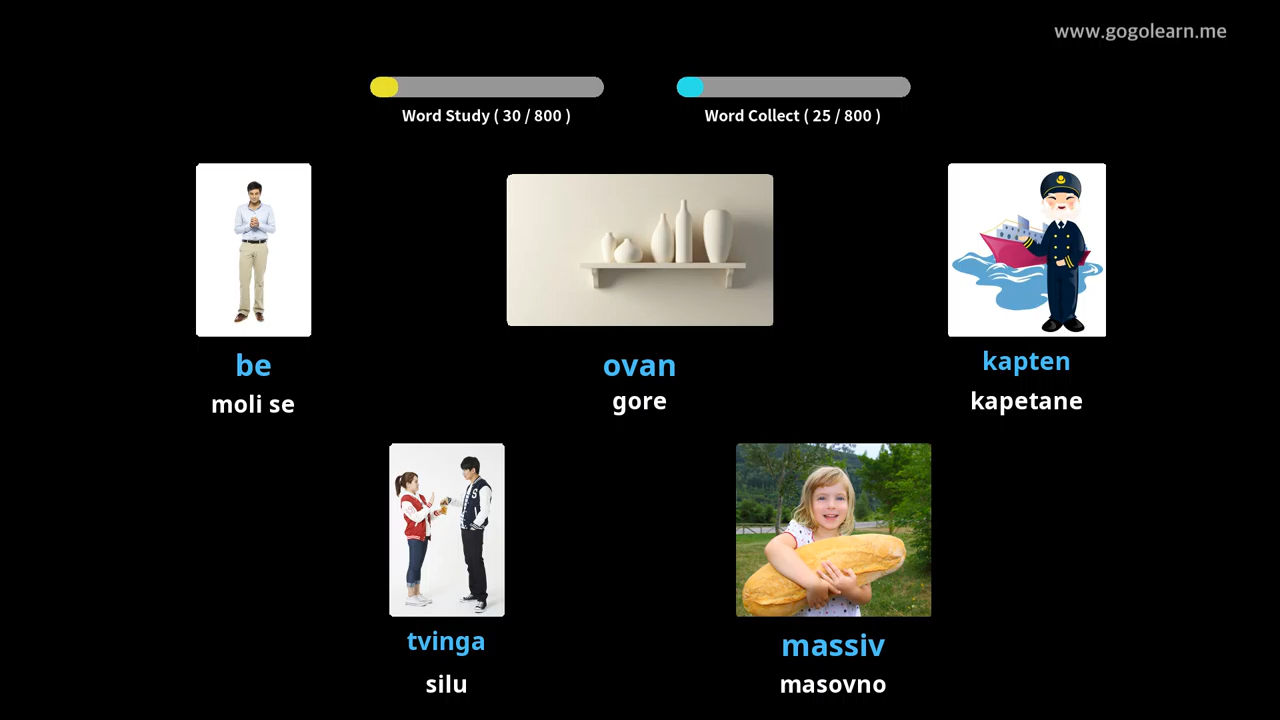 www.gogolearn.me
Word Study ( 30 / 800 )
Word Collect ( 25 / 800 )
be
moli se
ovan
gore
kapten
kapetane
tvinga
silu
massiv
masovno